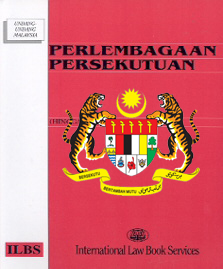 UNDANG-
UNDANG
MALAYSIA
PERLEMBAGAAN
PERSEKUTUAN
BERSEKUTU
BERTAMBAH MUTU
ILBS
International Law Book Services